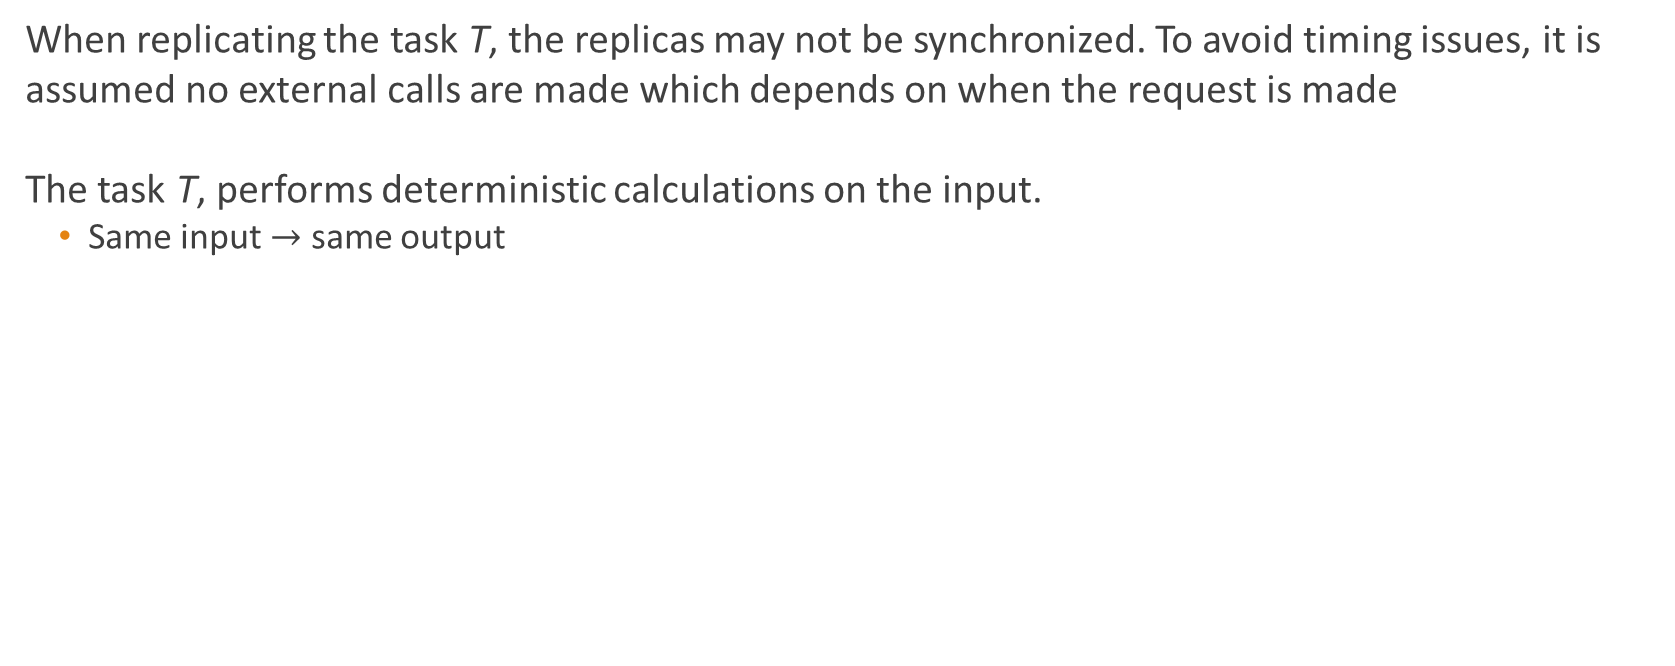 When replicating the task T, the replicas may not be synchronized. To avoid timing issues, it is
assumed no external calls are made which depends on when the request is made
The task T, performs deterministic calculations on the input.
• Same input → same output